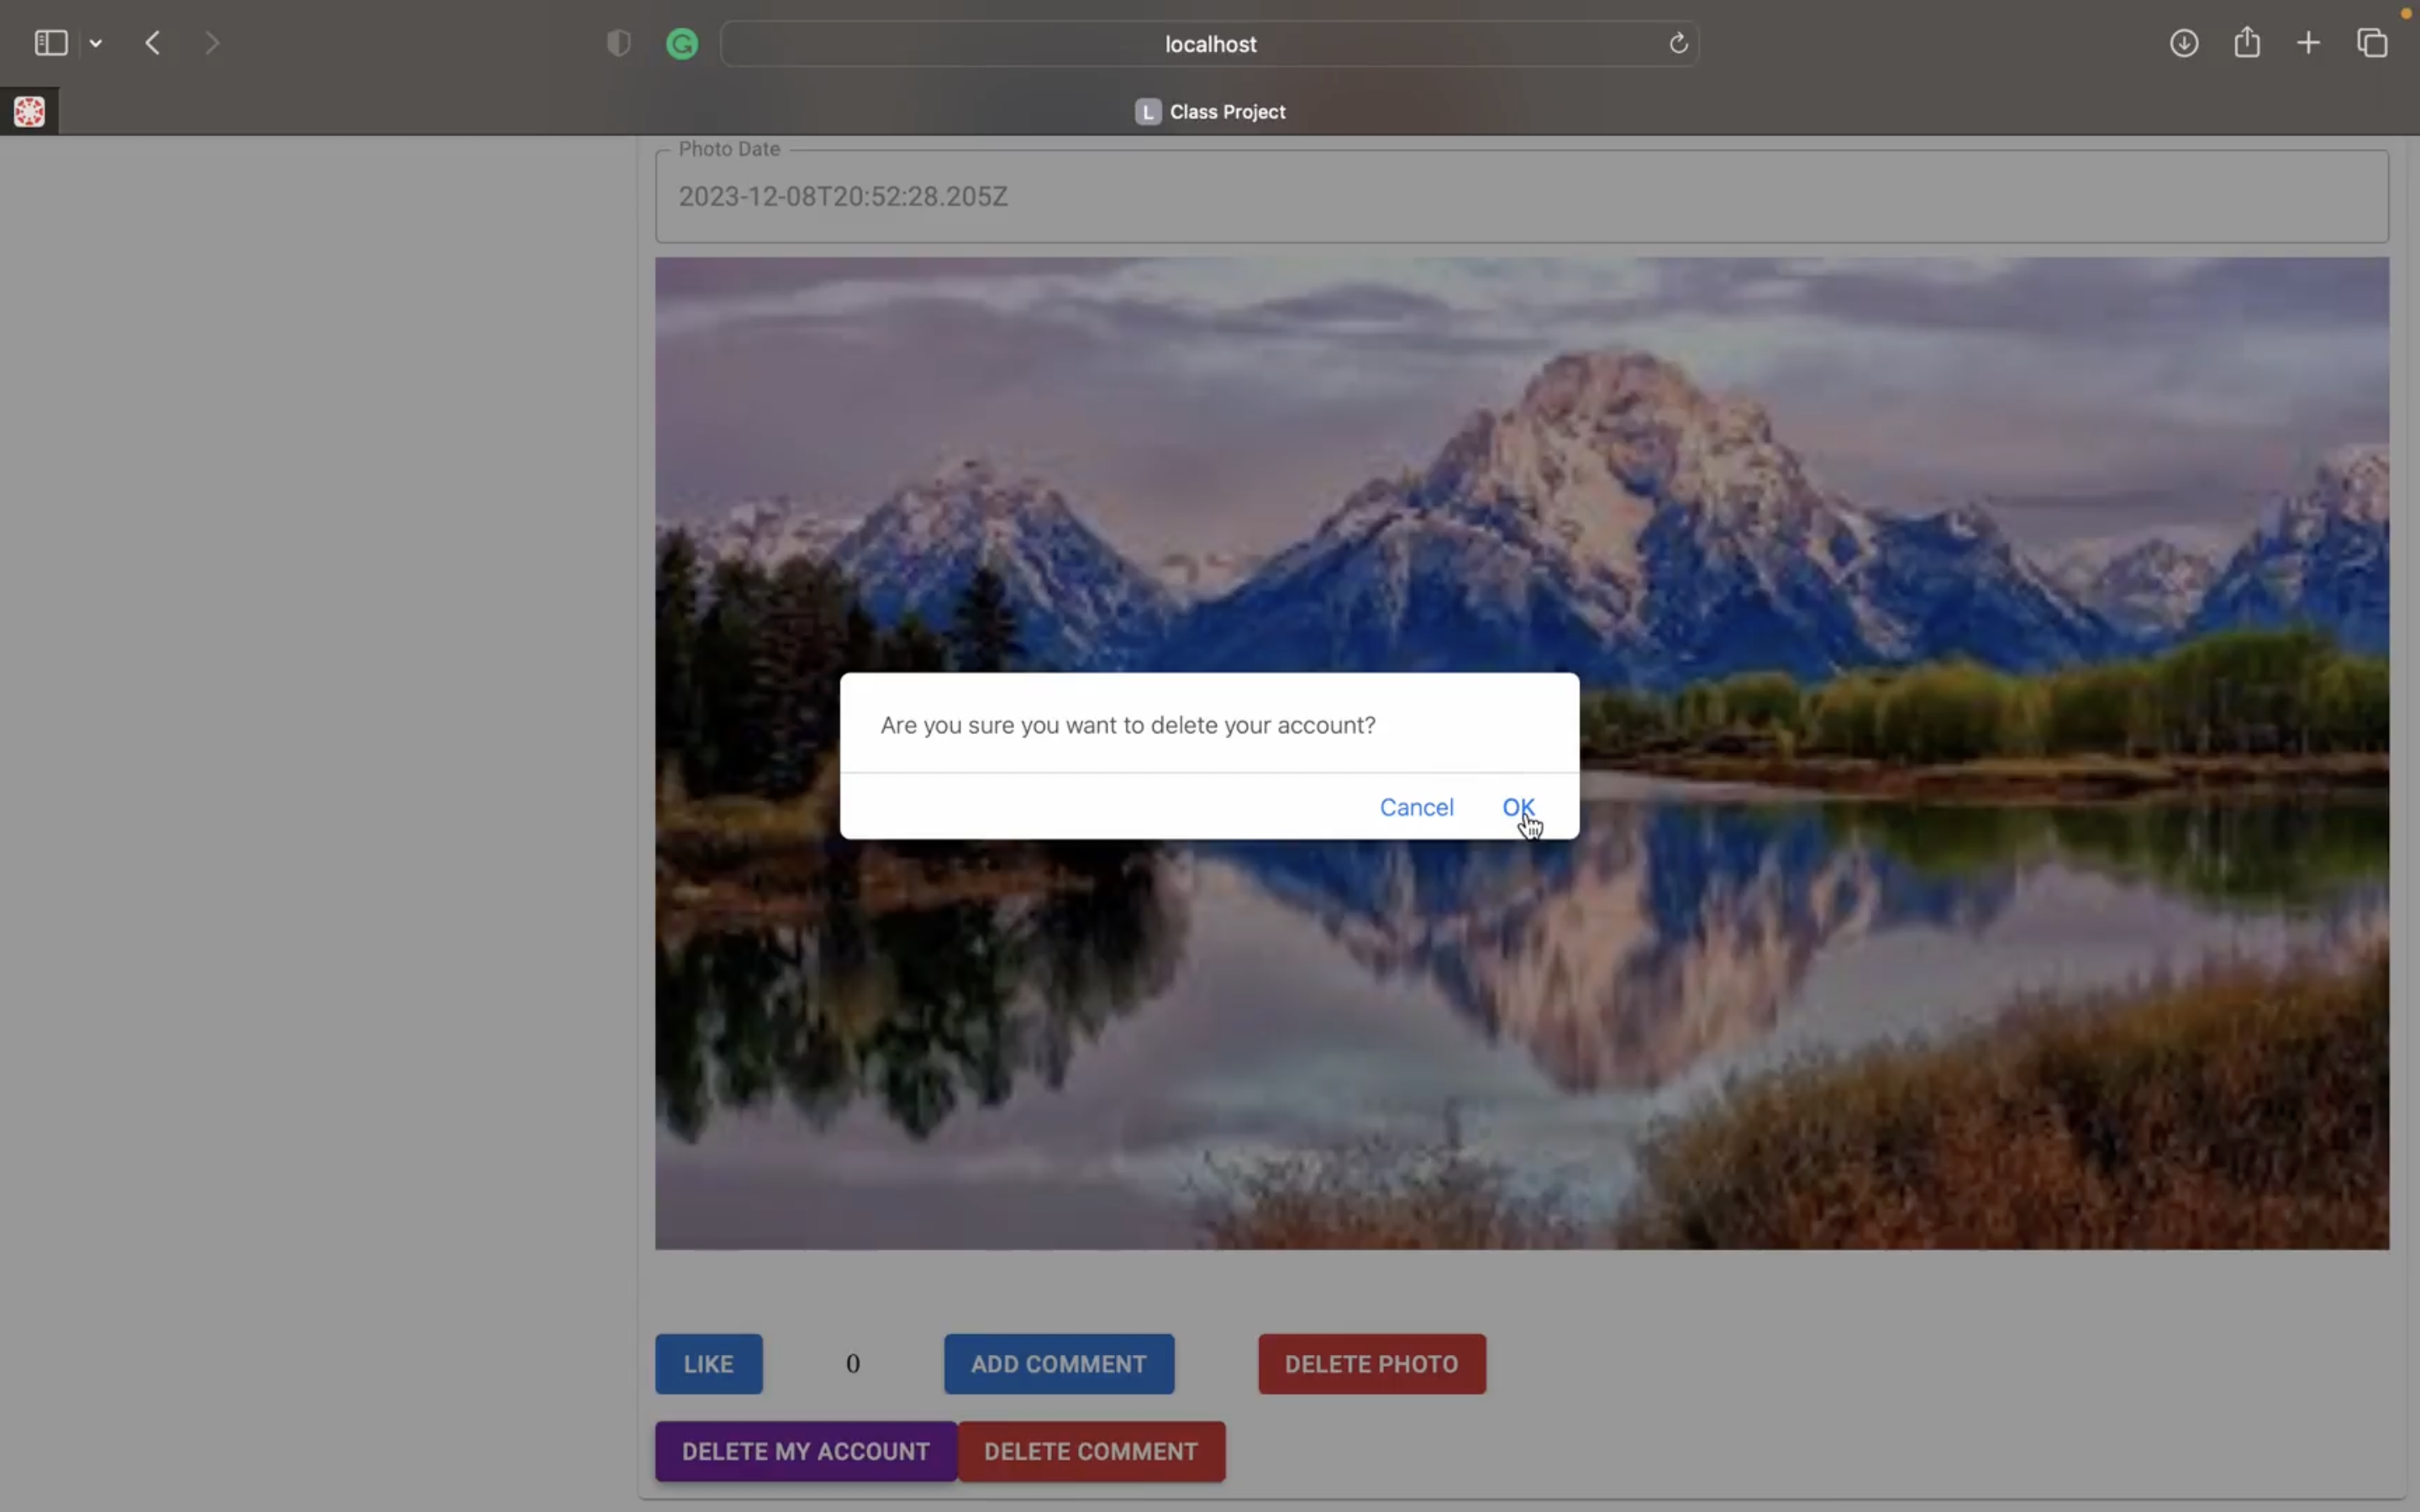 localhost
L Class Project
Photo Date
2023-12-08T20:52:28.205Z
Are you sure you want to delete your account?
Cancel OK
LIKE 0 ADD COMMENT DELETE PHOTO
DELETE MY ACCOUNT DELETE COMMENT